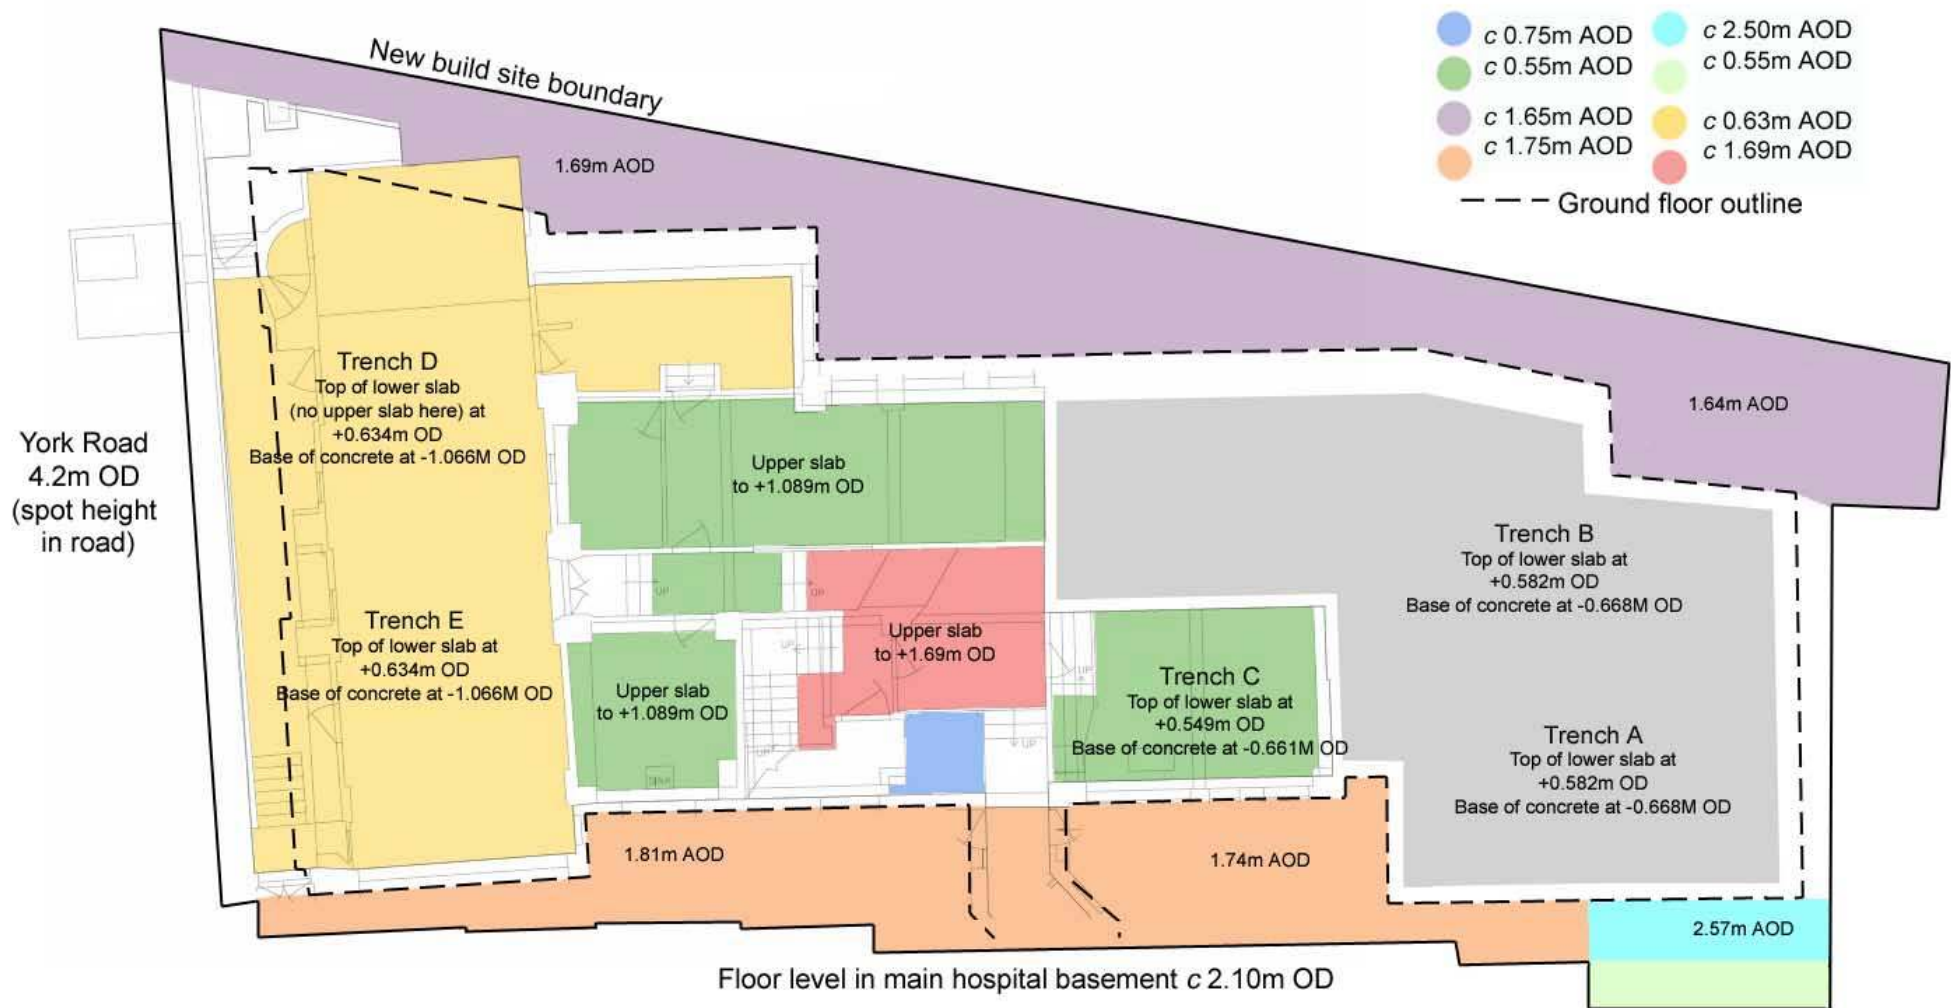 New build site boundary
c 0.75m AOD
c 2.50m AOD
c 0.55m AOD
c 0.55m AOD
c 1.65m AOD
c 0.63m AOD
c 1.75m AOD
c 1.69m AOD
Ground floor outline
1.69m AOD
1.64m AOD
York Road
4.2m OD
(spot height
in road)
Trench D
Top of lower slab
(no upper slab here) at
+0.634m OD
Base of concrete at -1.066M OD
Upper slab
to +1.089m OD
Trench B
Top of lower slab at
+0.582m OD
Base of concrete at -0.668M OD
Trench E
Top of lower slab at
+0.634m OD
Base of concrete at -1.066M OD
UP
UP
Upper slab
to +1.69m OD
UP
UP
Upper slab
to +1.089m OD
Trench C
Top of lower slab at
+0.549m OD
Base of concrete at -0.661M OD
UP
UP
Trench A
Top of lower slab at
+0.582m OD
Base of concrete at -0.668M OD
1.81m AOD
1.74m AOD
2.57m AOD
Floor level in main hospital basement c 2.10m OD